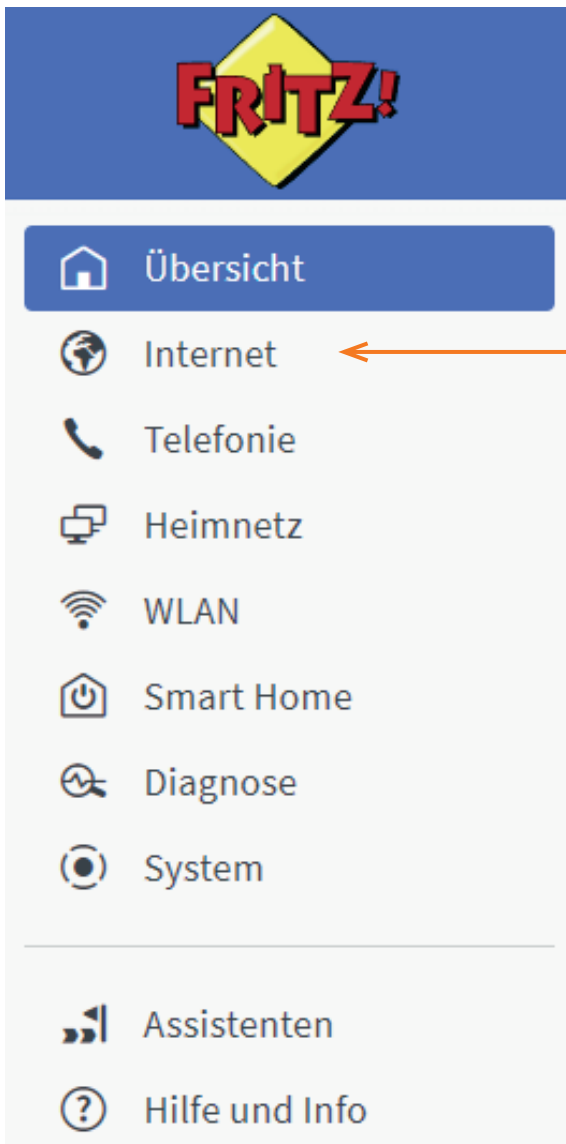 FRITZ!
Übersicht
Internet
Telefonie
Heimnetz
WLAN
Smart Home
Diagnose
System
Assistenten
Hilfe und Info